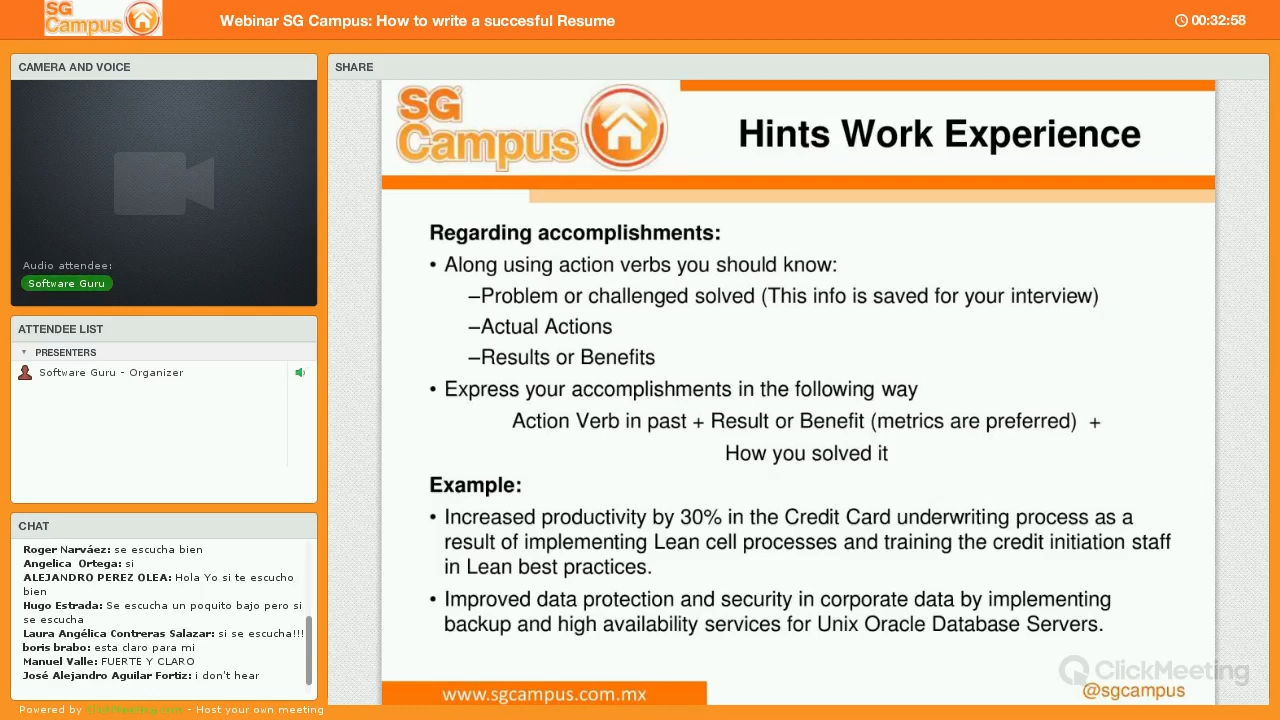 SG
Campus
Webinar SG Campus: How to write a succesful Resume
00:32:58
CAMERA AND VOICE
Audio attendee:
Software Guru
ATTENDEE LIST
PRESENTERS
Software Guru - Organizer
CHAT
Roger Narváez: se escucha bien
Angelica Ortega: si
ALEJANDRO PEREZ OLEA: Hola Yo si te escucho
bien
Hugo Estrada: Se escucha un poquito bajo pero si
se escucha
Laura Angélica Contreras Salazar: si se escucha!!!
boris brabo: esta claro para mi
Manuel Valle: FUERTE Y CLARO
José Alejandro Aguilar Fortiz: i don't hear
Powered by ClickMeeting.com - Host your own meeting
SHARE
SG
Campus
Hints Work Experience
Regarding accomplishments:
• Along using action verbs you should know:
–Problem or challenged solved (This info is saved for your interview)
–Actual Actions
–Results or Benefits
• Express your accomplishments in the following way
Action Verb in past + Result or Benefit (metrics are preferred) +
How you solved it
Example:
• Increased productivity by 30% in the Credit Card underwriting process as a
result of implementing Lean cell processes and training the credit initiation staff
in Lean best practices.
• Improved data protection and security in corporate data by implementing
backup and high availability services for Unix Oracle Database Servers.
ClickMeeting
www.sgcampus.com.mx
@sgcampus